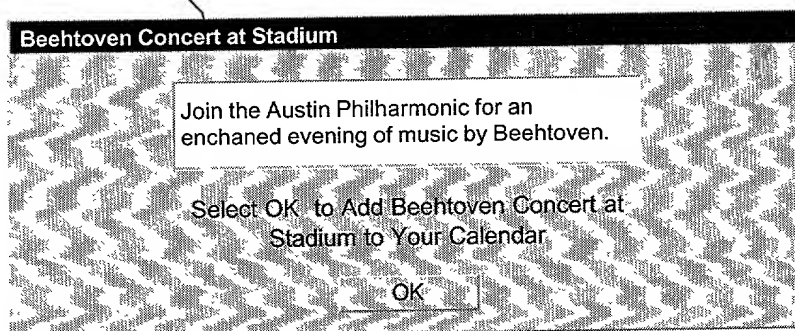 Beehtoven Concert at Stadium
Join the Austin Philharmonic for an
enchaned evening of music by Beehtoven.
Select OK to Add Beehtoven Concert at
Stadium to Your Calendar
OK